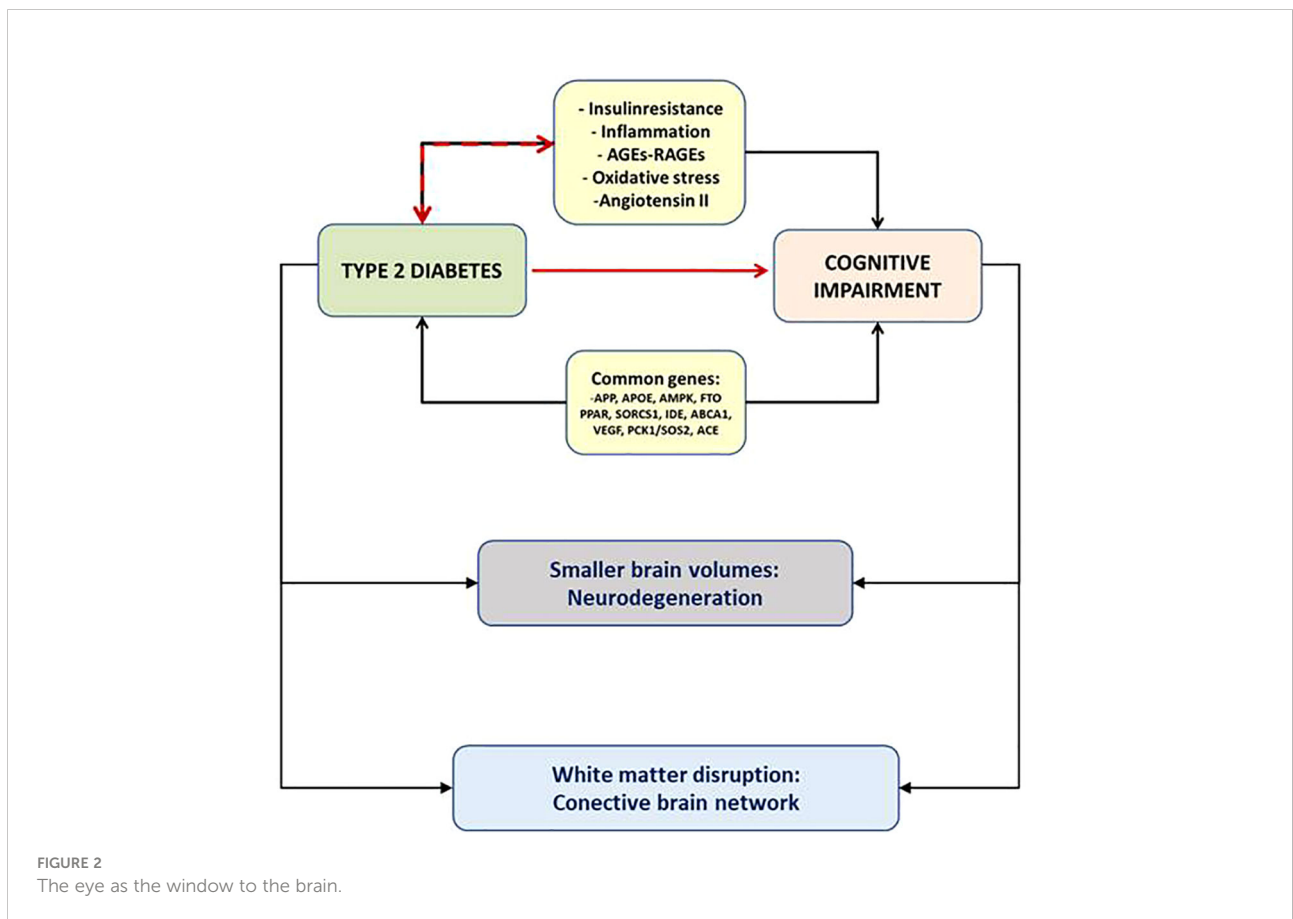 - Insulinresistance
- Inflammation
- AGEs-RAGEs
- Oxidative stress
-Angiotensin II
TYPE 2 DIABETES
COGNITIVE
IMPAIRMENT
Common genes:
-APP, APOE, AMPK, FTO
PPAR, SORCS1, IDE, ABCA1,
VEGF, PCK1/SOS2, ACE
Smaller brain volumes:
Neurodegeneration
White matter disruption:
Conective brain network
FIGURE 2
The eye as the window to the brain.